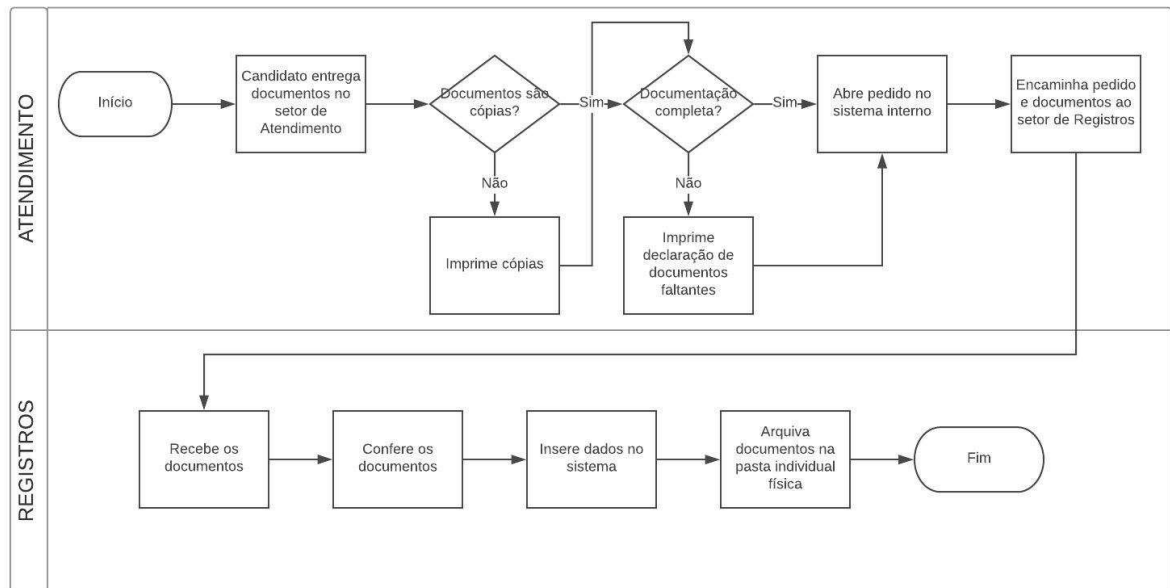 ATENDIMENTO
Início
Candidato entrega
documentos no
setor de
Atendimento
Documentos são
cópias?
Sim
Não
Imprime cópias
Documentação
completa?
Sim
Não
Imprime
declaração de
documentos
faltantes
Abre pedido no
sistema interno
Encaminha pedido
e documentos ao
setor de Registros
REGISTROS
Recebe os
documentos
Confere os
documentos
Insere dados no
sistema
Arquiva
documentos na
pasta individual
física
Fim